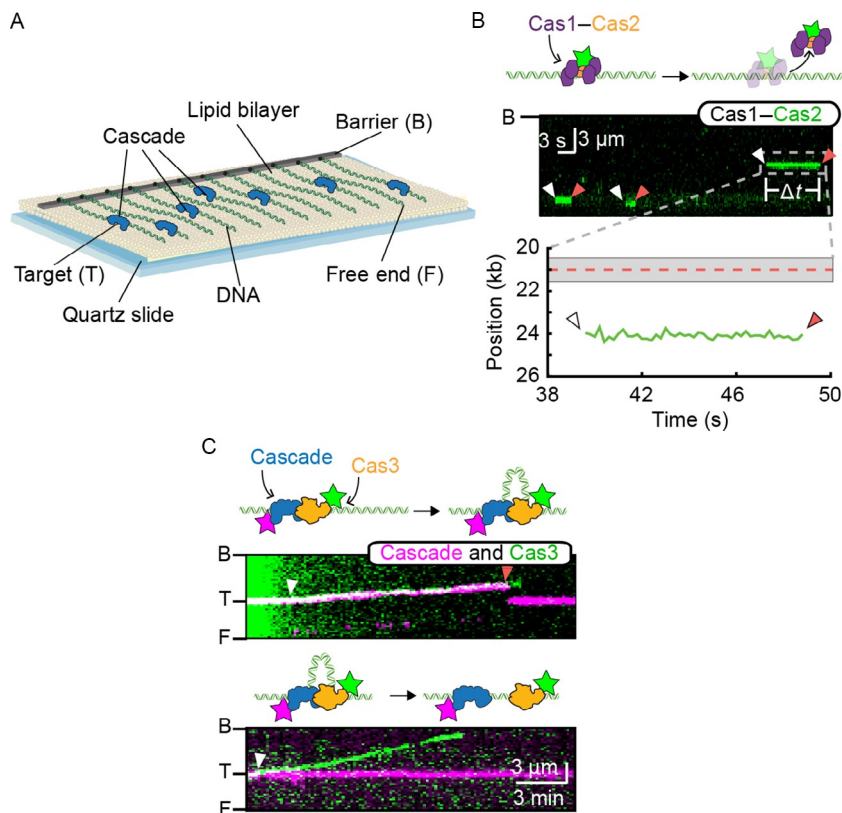 A
Lipid bilayer
Cascade
Barrier (B)
Target (T)
Free end (F)
DNA
Quartz slide
B
Cas1–Cas2
B
Cas1–Cas2
3 s
3 μm
Δt
20
22
24
26
Position (kb)
38
42
46
50
Time (s)
C
Cascade
Cas3
Cascade and Cas3
B
T
F
B
T
F
3 μm
3 min